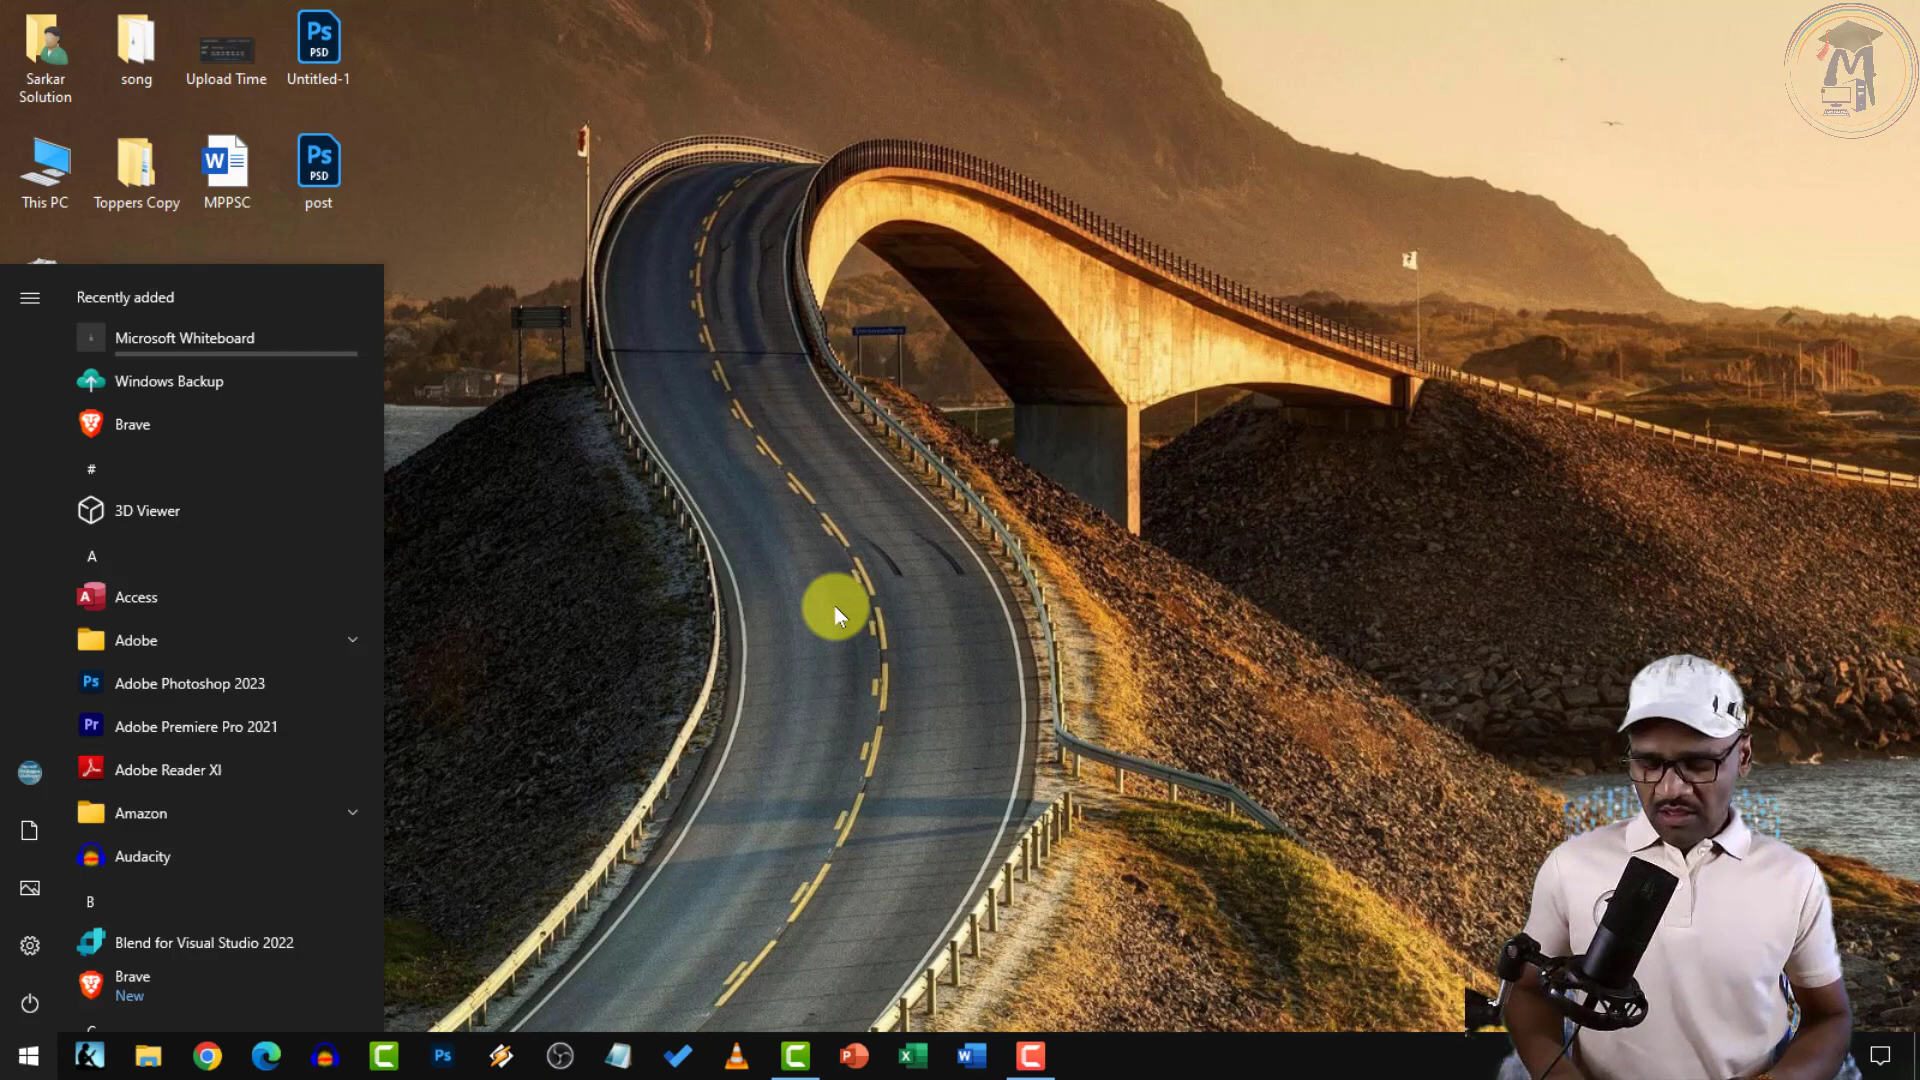 Ps
PSD
Sarkar
Solution
song
Upload Time
Untitled-1
W
Ps
PSD
This PC
Toppers Copy
MPPSC
post
M
Recently added
Microsoft Whiteboard
Windows Backup
Brave
#
3D Viewer
A
A
Access
Adobe
Ps
Adobe Photoshop 2023
Pr
Adobe Premiere Pro 2021
Adobe Reader XI
Amazon
Audacity
B
Blend for Visual Studio 2022
Brave
New
Ps
P
X
W